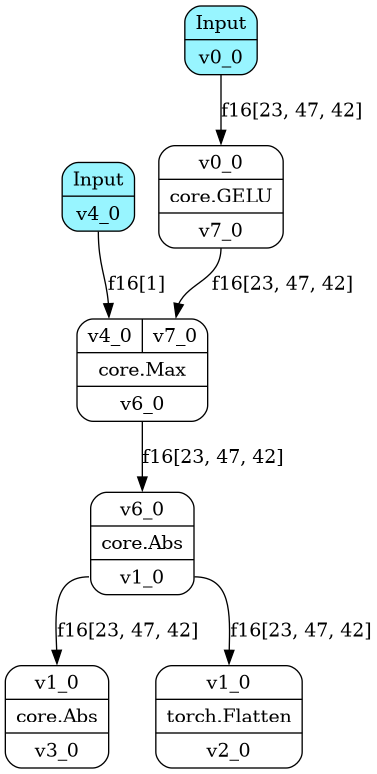 Input
v0_0
f16[23, 47, 42]
v0_0
core.GELU
v7_0
Input
v4_0
f16[1]
f16[23, 47, 42]
v4_0 v7_0
core.Max
v6_0
f16[23, 47, 42]
v6_0
core.Abs
v1_0
f16[23, 47, 42]
f16[23, 47, 42]
v1_0
core.Abs
v3_0
v1_0
torch.Flatten
v2_0